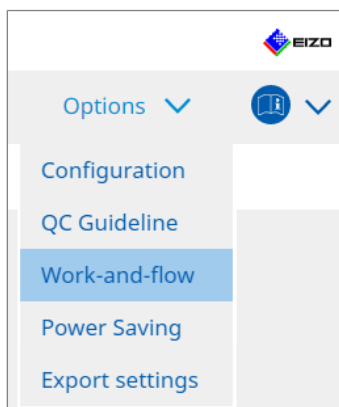 EIZO
Options
Configuration
QC Guideline
Work-and-flow
Power Saving
Export settings